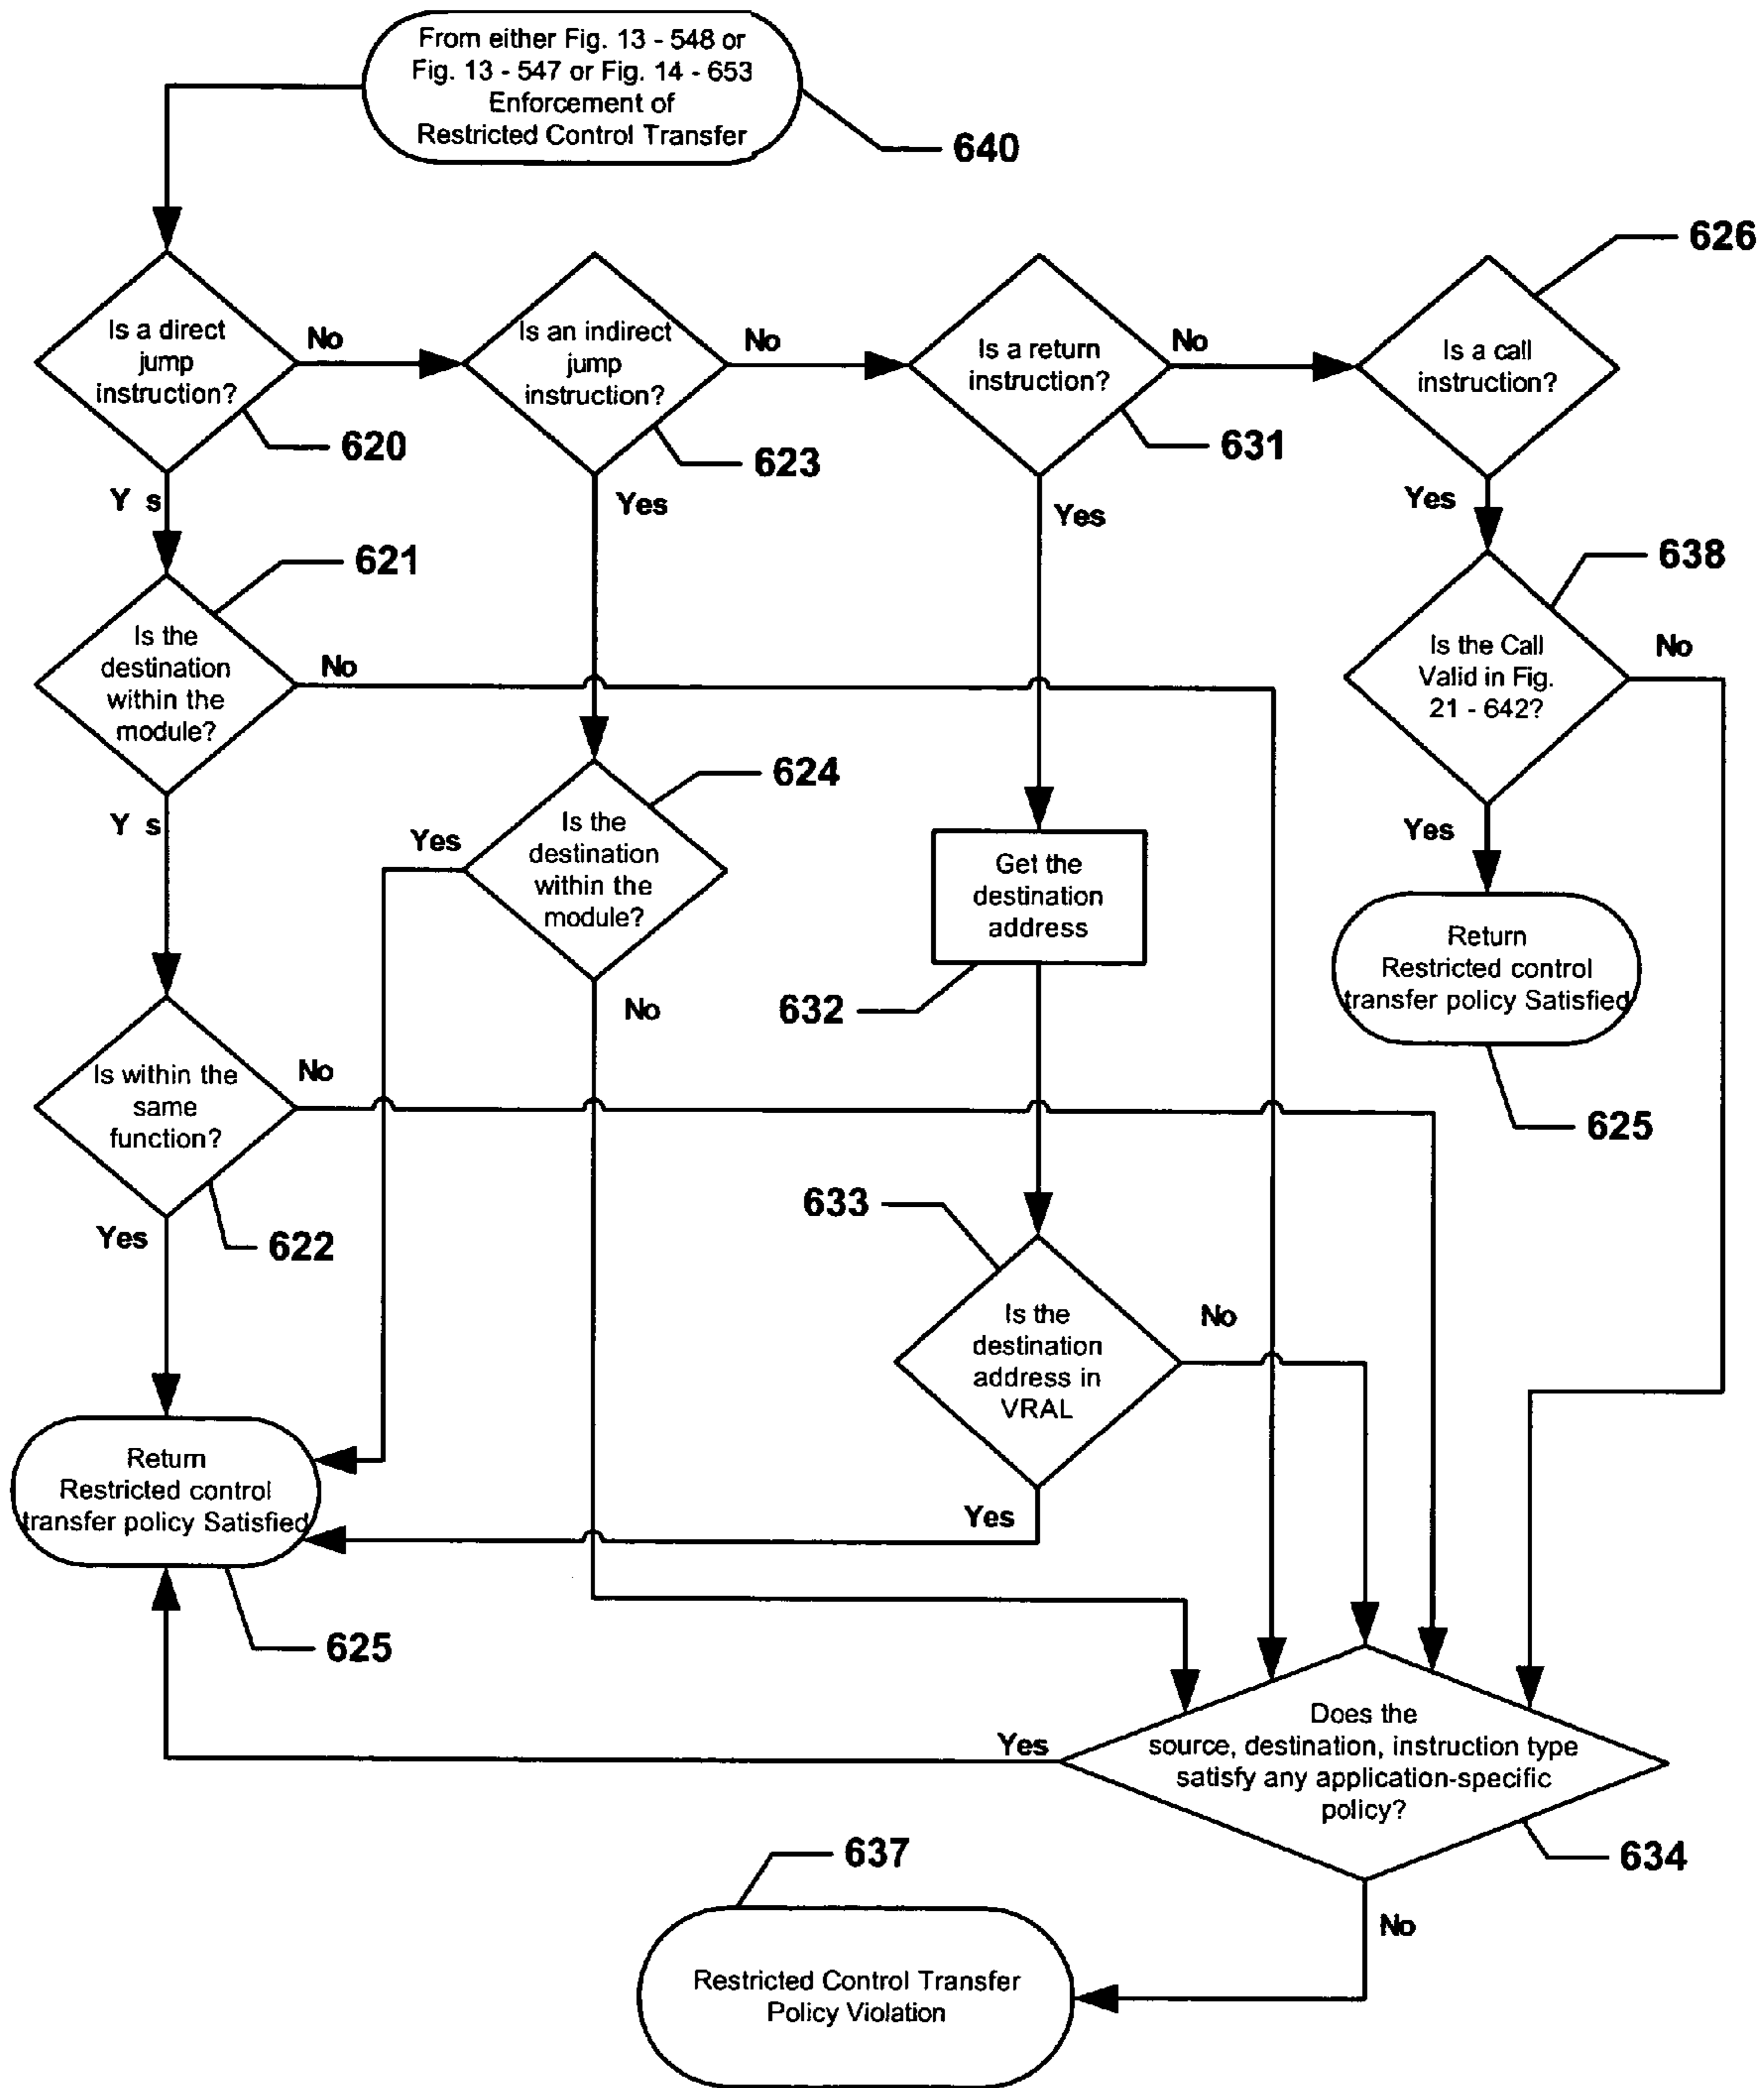 From either Fig. 13 - 548 or
Fig. 13 - 547 or Fig. 14 - 653
Enforcement of
Restricted Control Transfer
640
626
Is a direct
jump
instruction?
No
620
Is an indirect
jump
instruction?
No
623
Is a return
instruction?
No
631
Is a call
instruction?
Y s
Yes
Yes
Yes
621
Is the
destination
within the
module?
No
638
Is the Call
Valid in Fig.
21 - 642?
No
Y s
624
Is the
destination
within the
module?
Yes
No
Get the
destination
address
632
Yes
Return
Restricted control
transfer policy Satisfied
625
Is within the
same
function?
No
622
Yes
633
Is the
destination
address in
VRAL
No
Yes
Return
Restricted control
transfer policy Satisfied
625
Does the
source, destination, instruction type
satisfy any application-specific
policy?
Yes
634
No
637
Restricted Control Transfer
Policy Violation